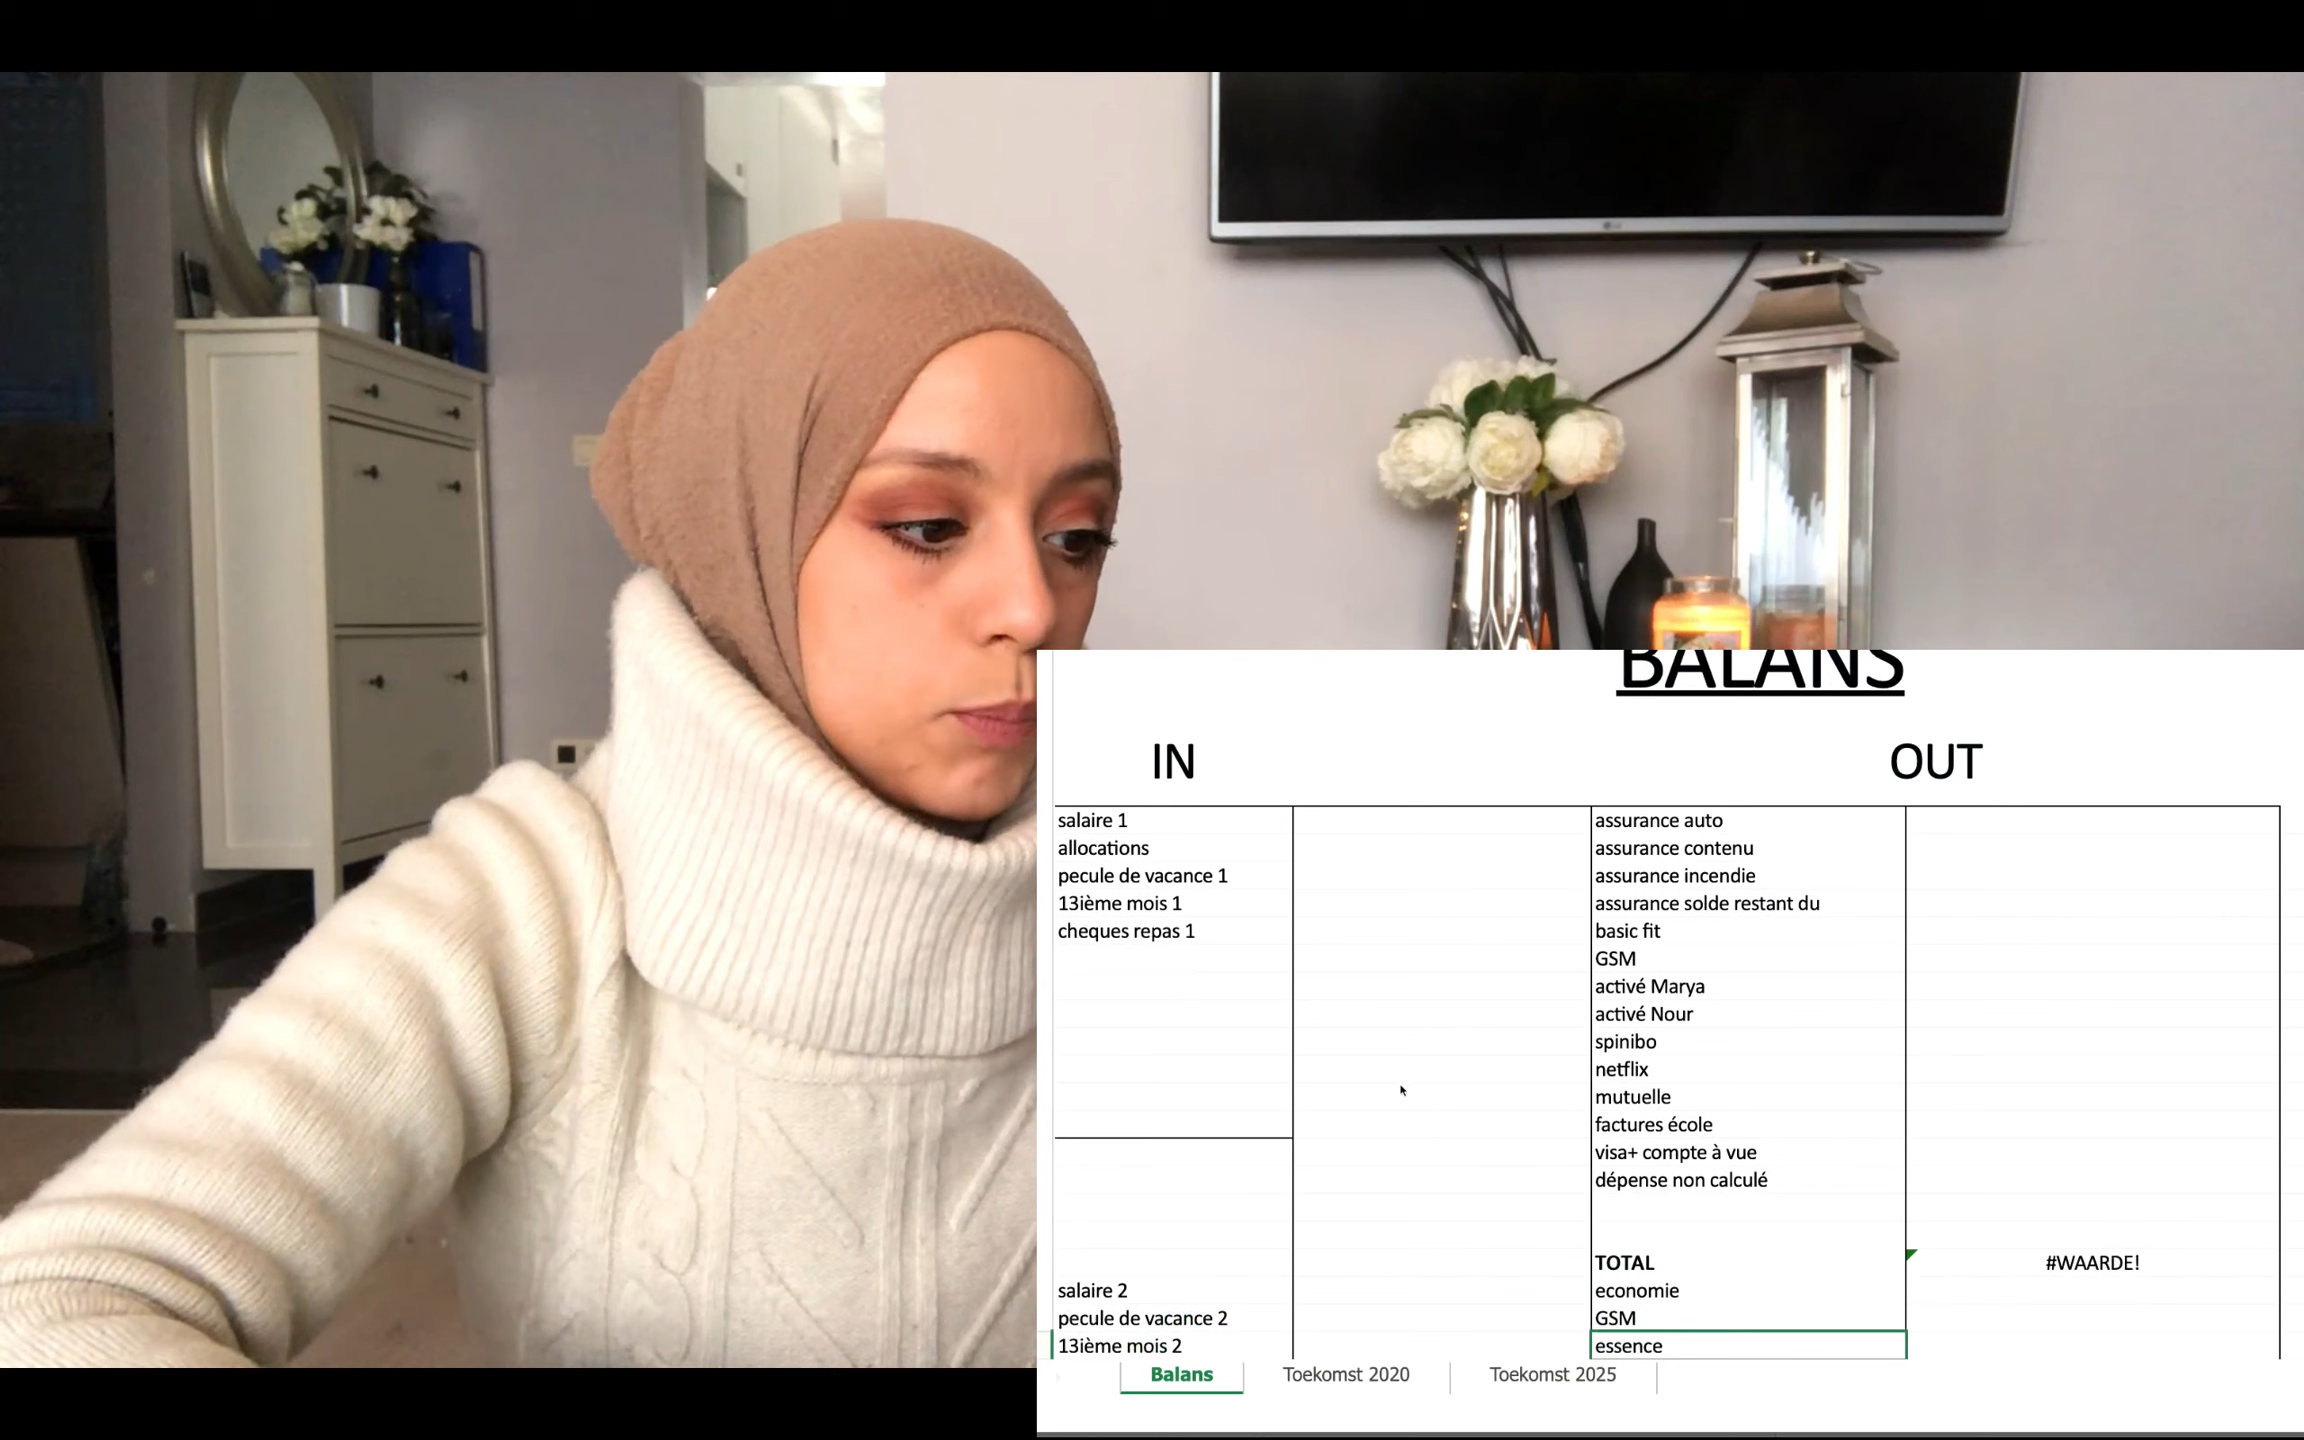 LG
BALANS
IN
OUT
salaire 1
allocations
pecule de vacance 1
13ième mois 1
cheques repas 1
salaire 2
pecule de vacance 2
13ième mois 2
assurance auto
assurance contenu
assurance incendie
assurance solde restant du
basic fit
GSM
activé Marya
activé Nour
spinibo
netflix
mutuelle
factures école
visa+ compte à vue
dépense non calculé
TOTAL #WAARDE!
economie
GSM
essence
Balans Toekomst 2020 Toekomst 2025